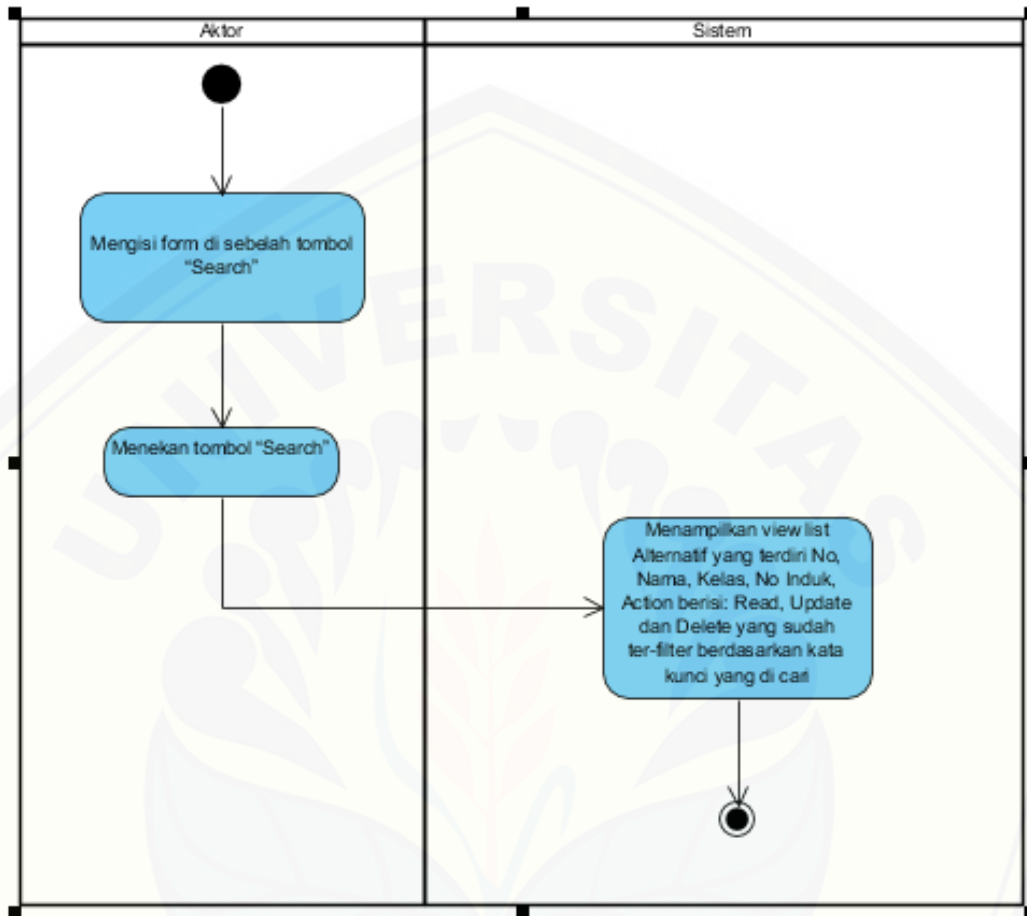 Aktor
Sistem
Mengisi form di sebelah tombol
“Search”
Menekan tombol “Search”
Menampilkan view list
Alternatif yang terdiri No,
Nama, Kelas, No Induk,
Action berisi: Read, Update
dan Delete yang sudah
ter-filter berdasarkan kata
kunci yang di cari
UNIVERSITAS